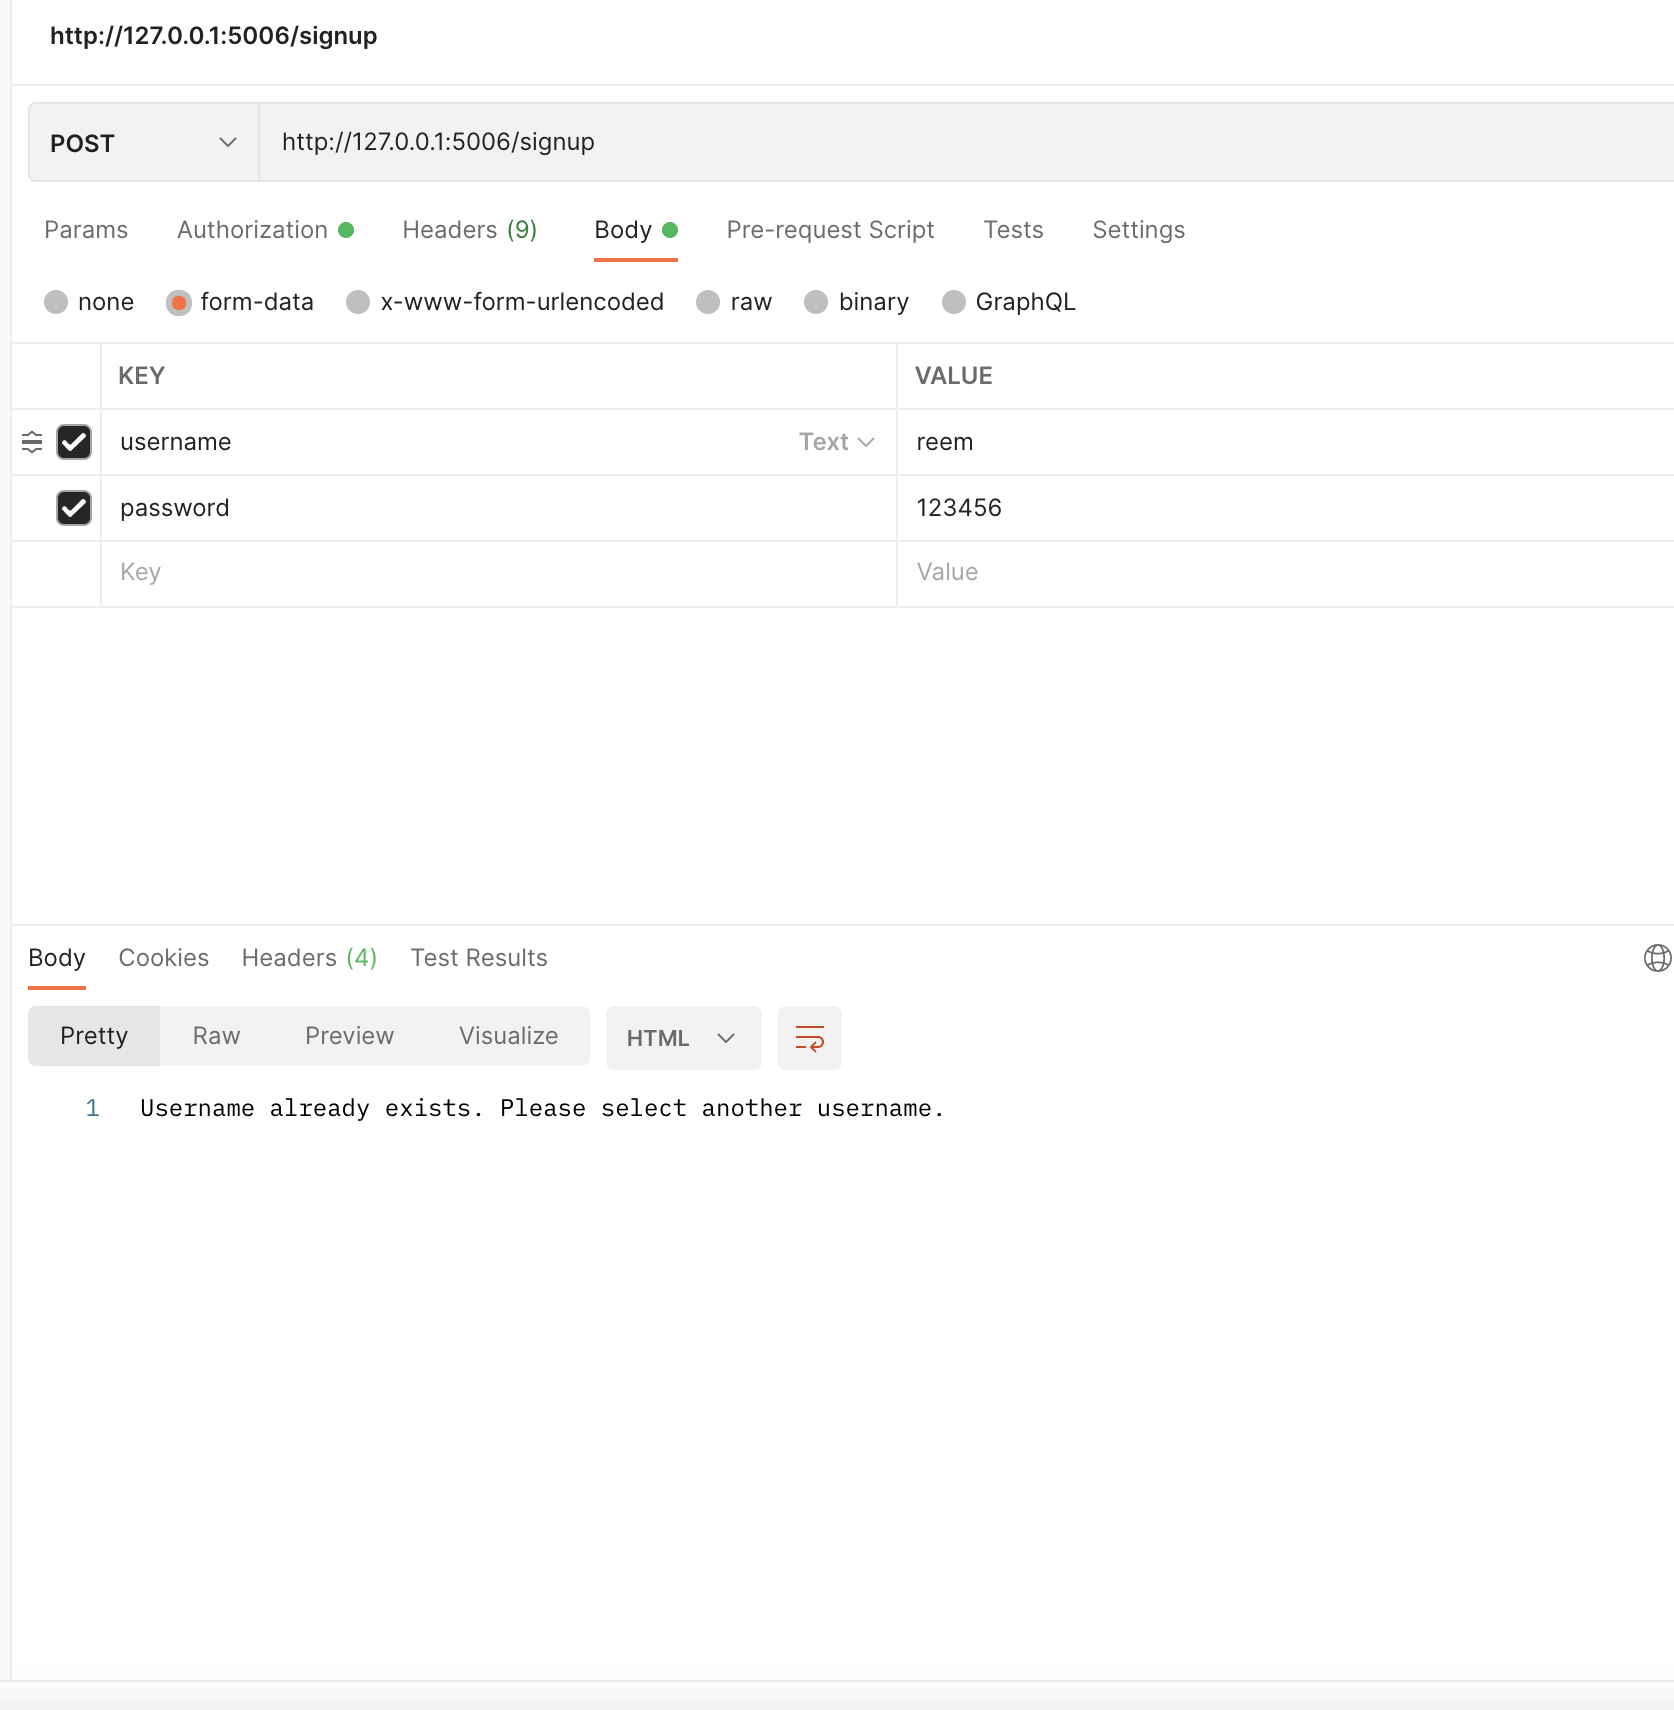 http://127.0.0.1:5006/signup
POST http://127.0.0.1:5006/signup
Params Authorization Headers (9) Body Pre-request Script Tests Settings
none form-data x-www-form-urlencoded raw binary GraphQL
KEY VALUE
username Text reem
password 123456
Key Value
Body Cookies Headers (4) Test Results
Pretty Raw Preview Visualize HTML
1 Username already exists. Please select another username.